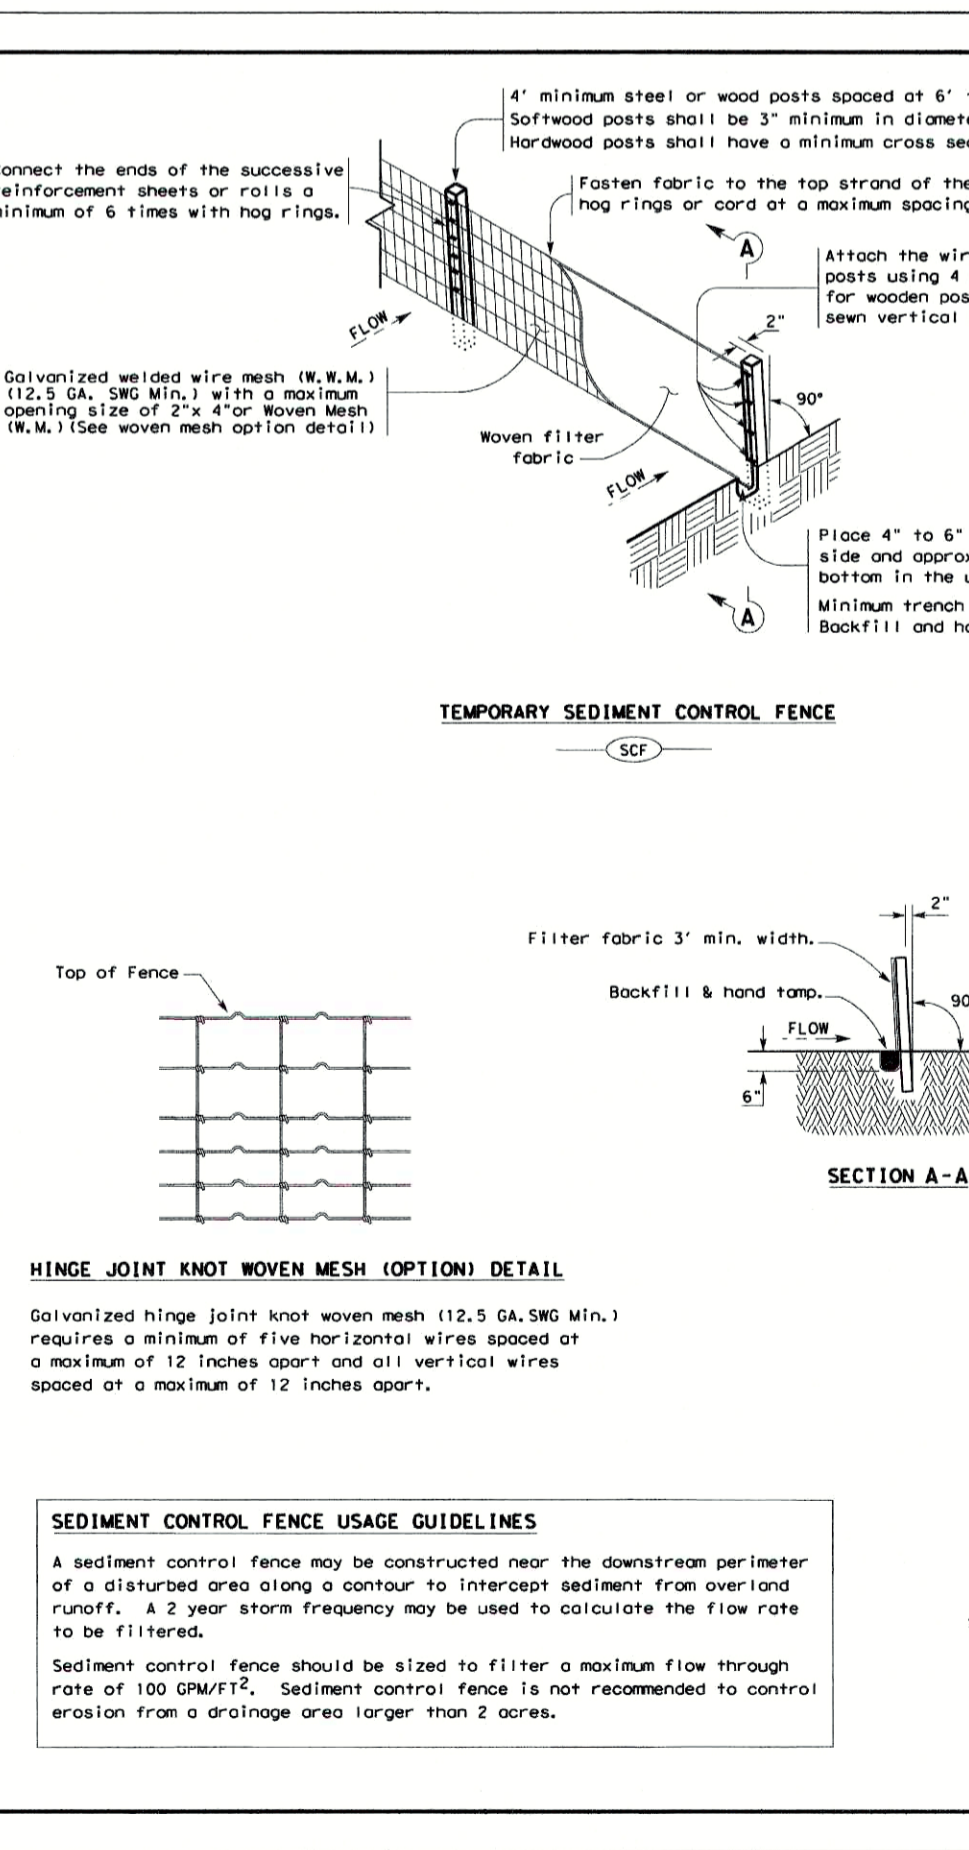 4' minimum steel or wood posts spaced at 6'
Softwood posts shall be 3" minimum in
Hardwood posts shall have a minimum cross
the ends of the successive
sheets or rolls a
of 6 times with hog rings.
Fasten fabric to the top strand of the
hog rings or cord at a maximum
A
Attach the
posts using 4
for wooden
sewn vertical
2"
FLOW
Galvanized welded wire mesh (W.W.M.)
(12.5 GA. SWG Min.) with a maximum
opening size of 2"x 4"or Woven Mesh
(W.M.)(See woven mesh option detail)
90°
Woven filter
fabric
FLOW
Place 4" to 6"
side and
bottom in the
Minimum trench
Backfill and
A
TEMPORARY SEDIMENT CONTROL FENCE
SCF
2"
Filter fabric 3' min. width.
Top of Fence
Backfill & hand tamp.
90
FLOW
6"
SECTION A-A
HINGE JOINT KNOT WOVEN MESH (OPTION) DETAIL
Galvanized hinge joint knot woven mesh (12.5 GA.SWG Min.)
requires a minimum of five horizontal wires spaced at
a maximum of 12 inches apart and all vertical wires
spaced at a maximum of 12 inches apart.
SEDIMENT CONTROL FENCE USAGE GUIDELINES
A sediment control fence may be constructed near the downstream perimeter
of a disturbed area along a contour to intercept sediment from overland
runoff. A 2 year storm frequency may be used to calculate the flow rate
to be filtered.
Sediment control fence should be sized to filter a maximum flow through
rate of 100 GPM/FT². Sediment control fence is not recommended to control
erosion from a drainage area larger than 2 acres.